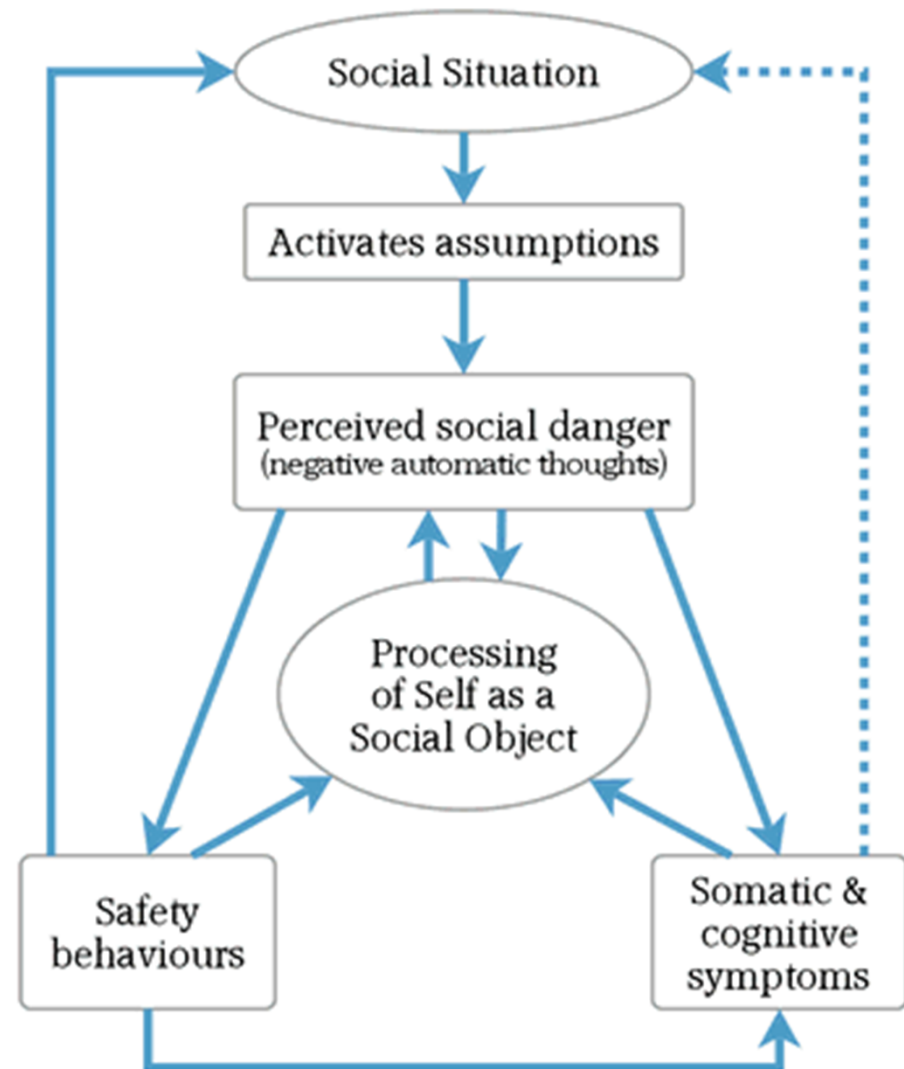 Social Situation
Activates assumptions
Perceived social danger
(negative automatic thoughts)
Processing
of Self as a
Social Object
Safety
behaviours
Somatic &
cognitive
symptoms